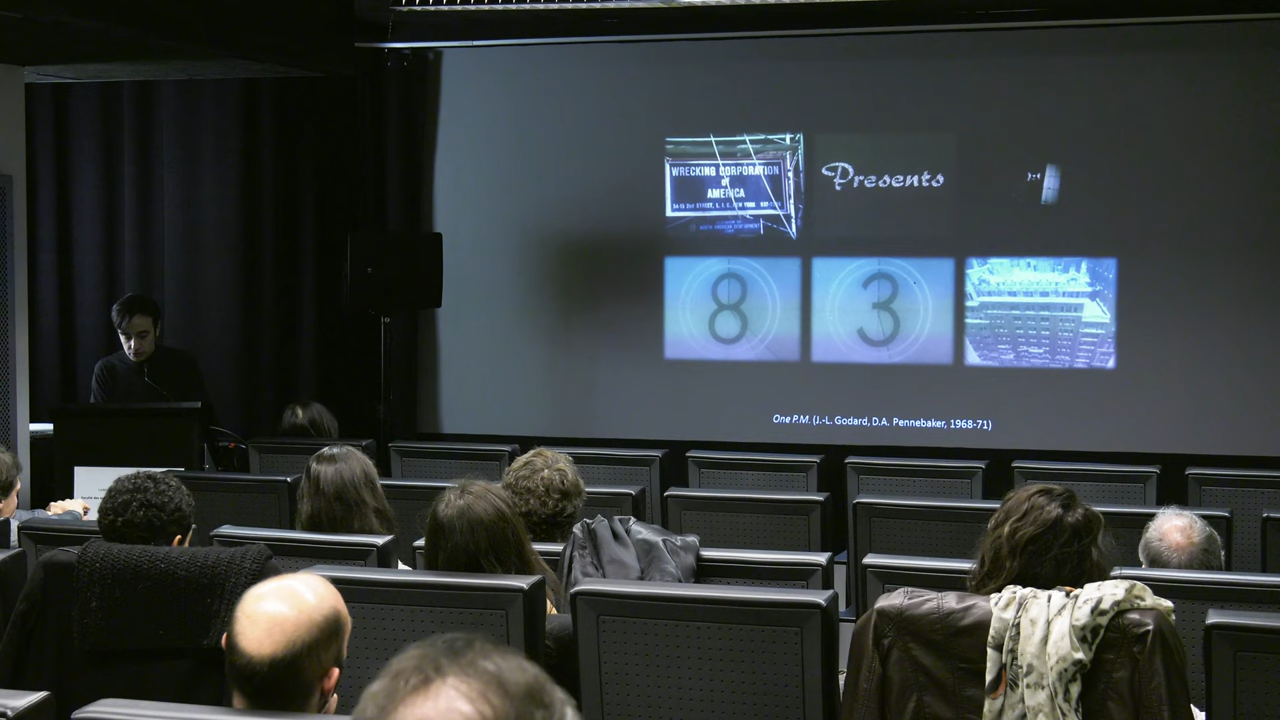 WRECKING CORPORATION
OF
AMERICA
Presents
8
3
One P.M. (J.-L. Godard, D.A. Pennebaker, 1968-71)